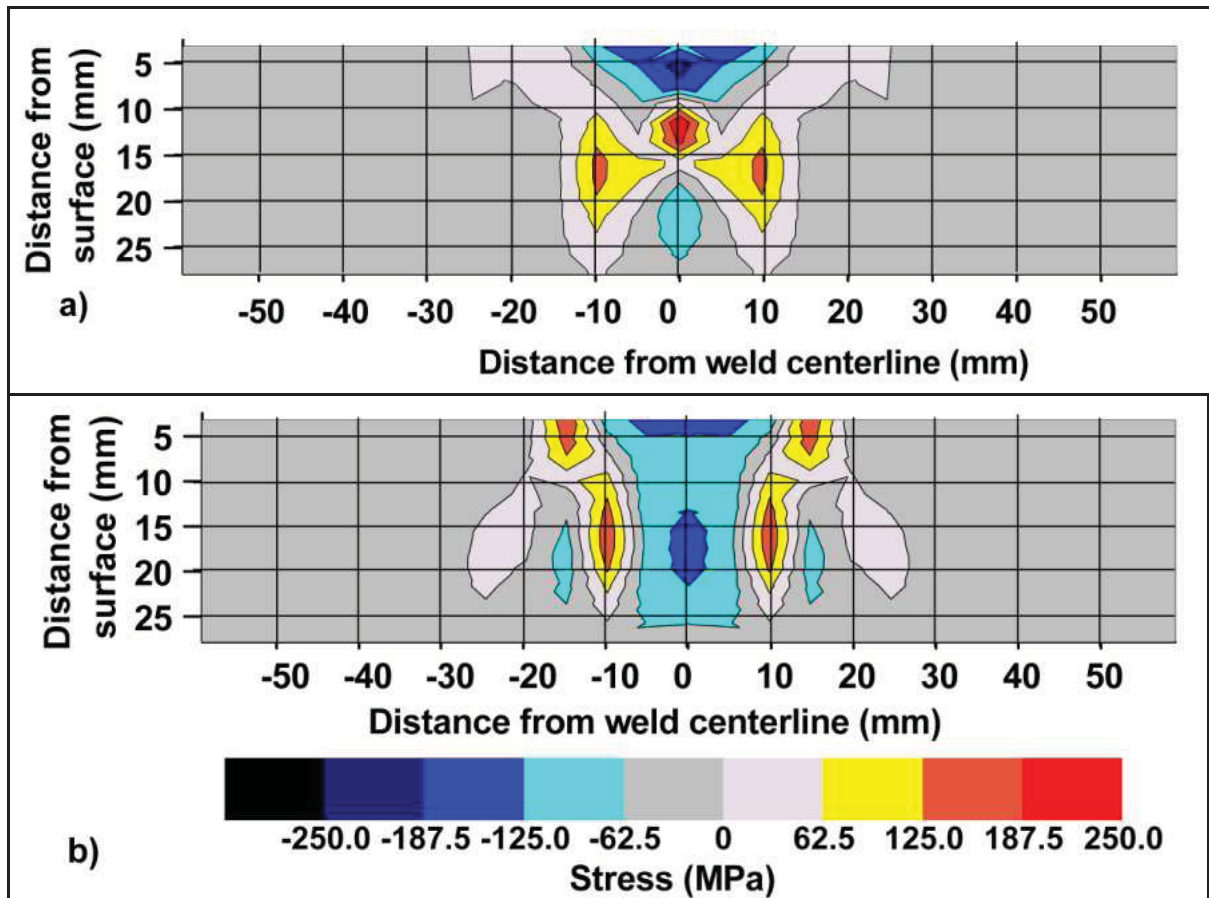 Distance from
surface (mm)
5
10
15
20
25
a)
-50 -40 -30 -20 -10 0 10 20 30 40 50
Distance from weld centerline (mm)
Distance from
surface (mm)
5
10
15
20
25
-50 -40 -30 -20 -10 0 10 20 30 40 50
Distance from weld centerline (mm)
-250.0 -187.5 -125.0 -62.5 0 62.5 125.0 187.5 250.0
b)
Stress (MPa)